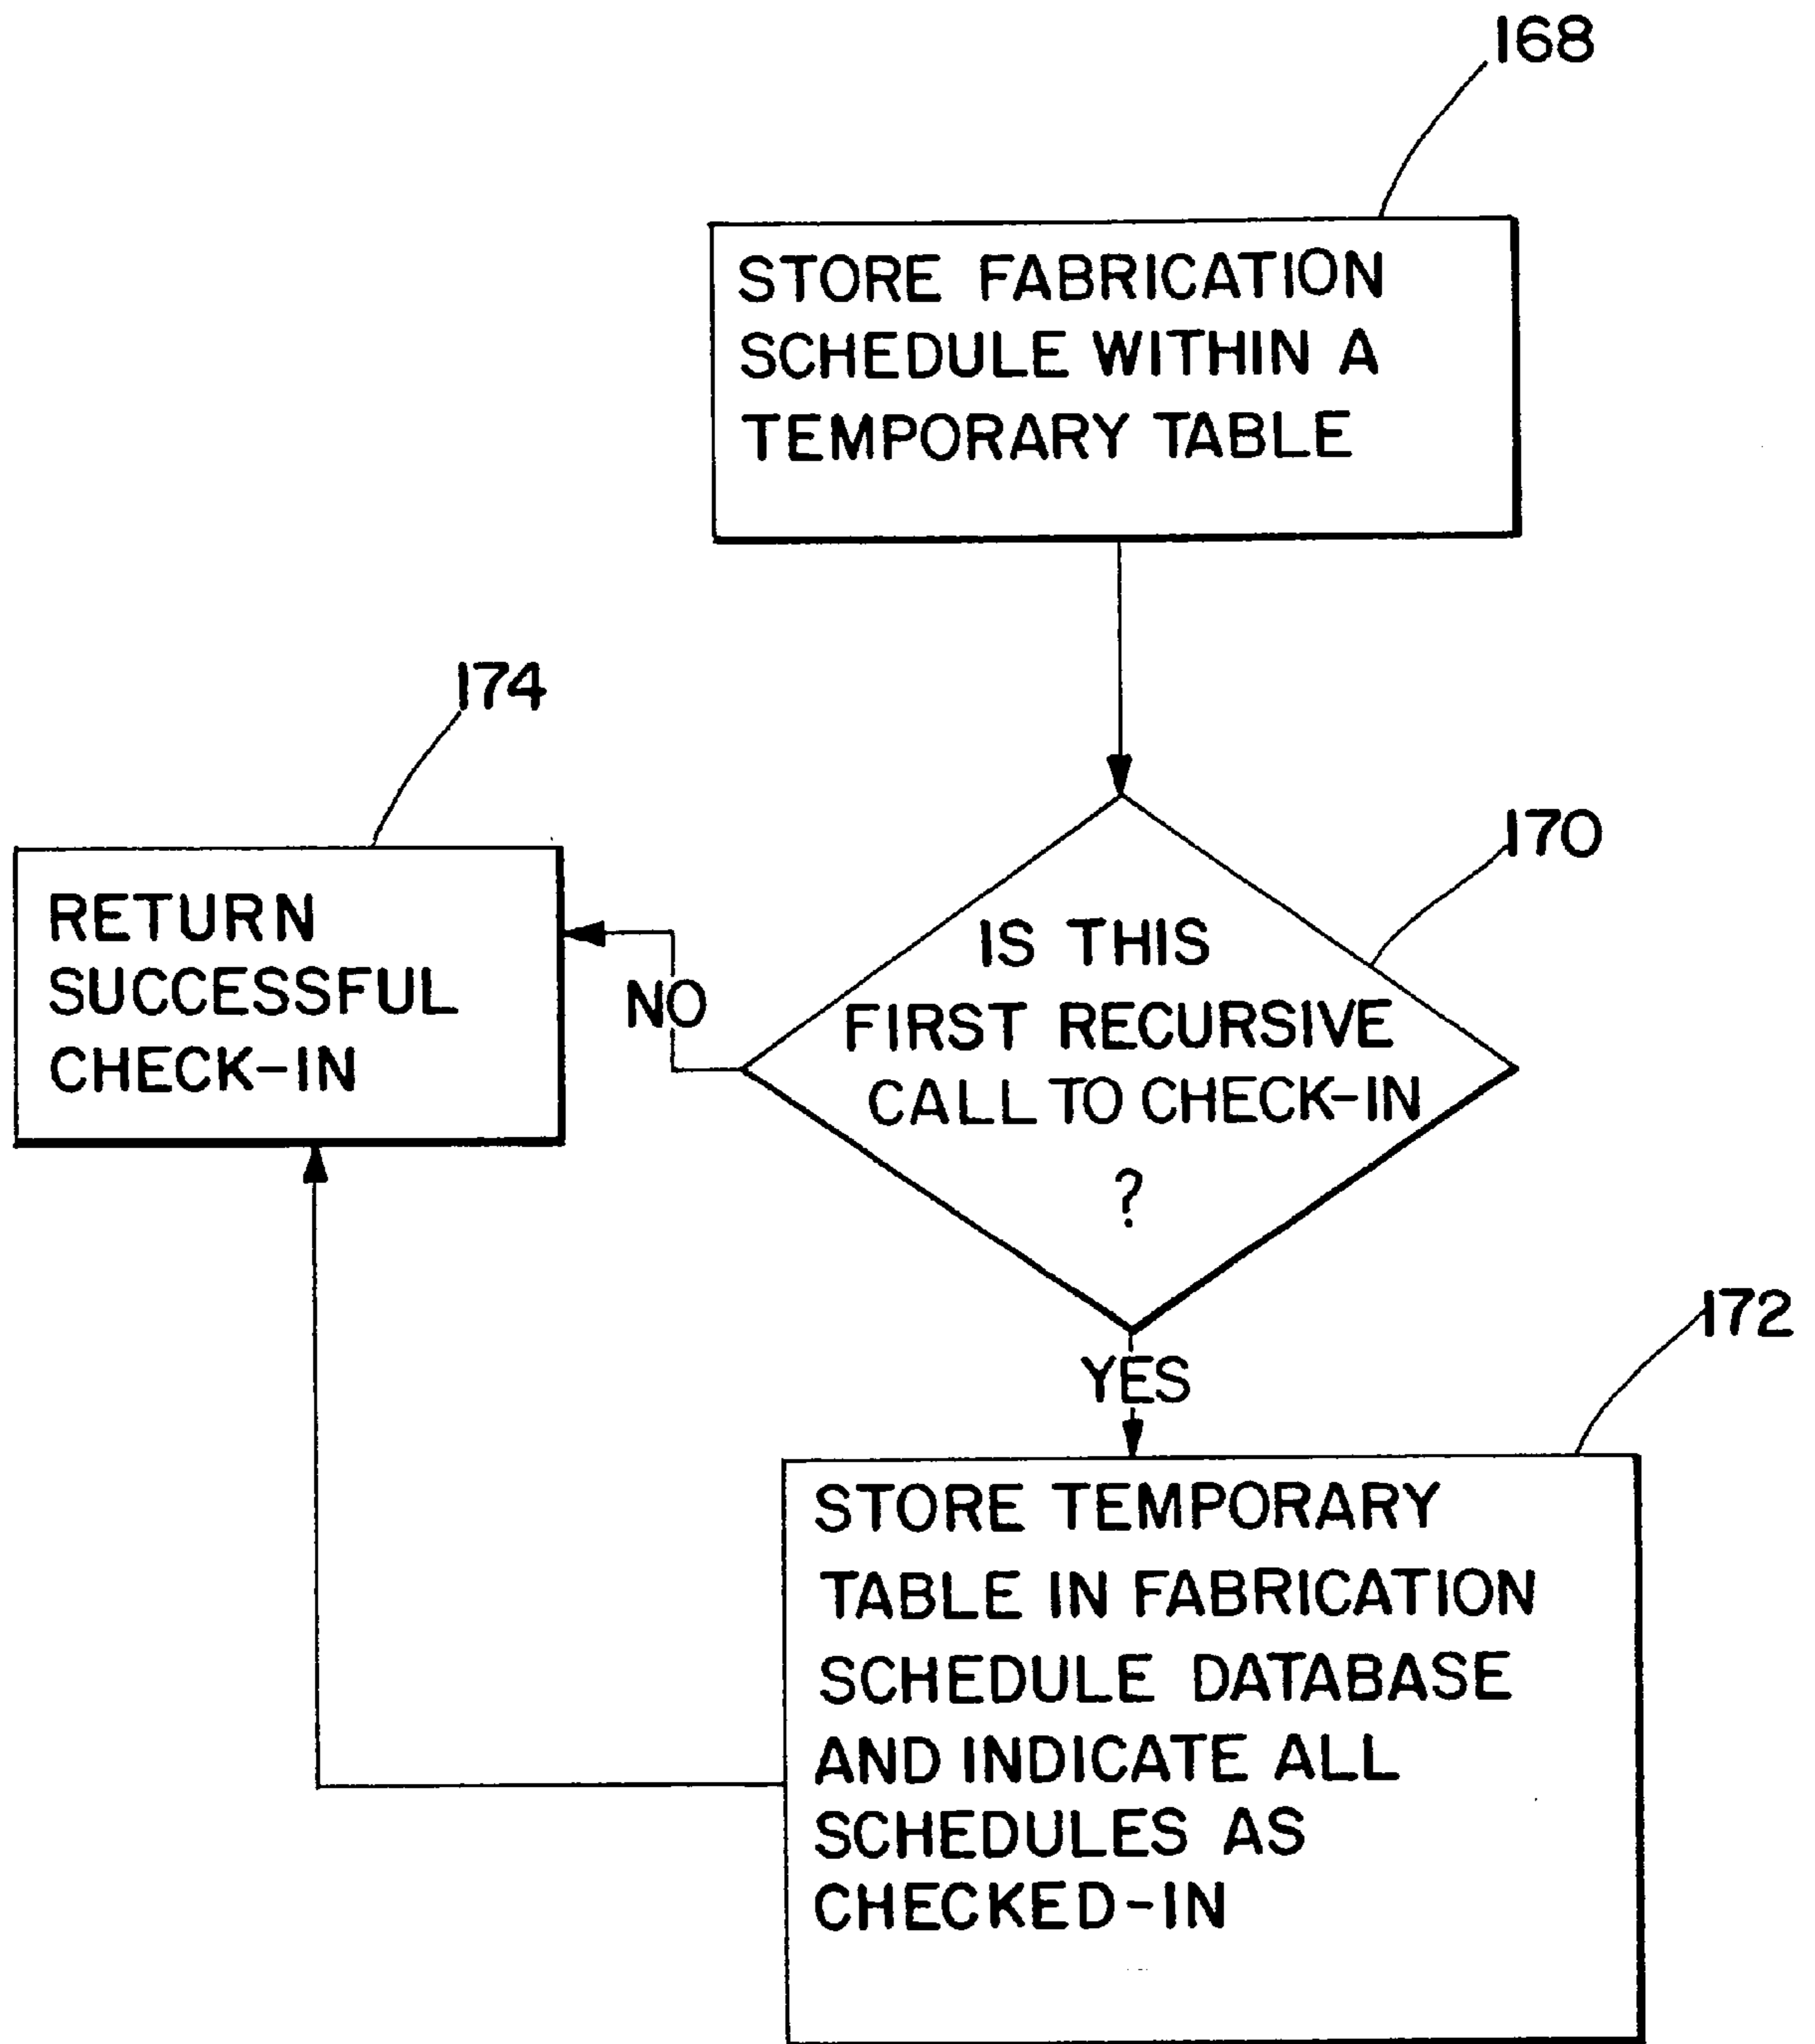 168
STORE FABRICATION
SCHEDULE WITHIN A
TEMPORARY TABLE
174
RETURN
SUCCESSFUL
CHECK-IN
NO
170
IS THIS
FIRST RECURSIVE
CALL TO CHECK-IN
?
YES
172
STORE TEMPORARY
TABLE IN FABRICATION
SCHEDULE DATABASE
AND INDICATE ALL
SCHEDULES AS
CHECKED-IN